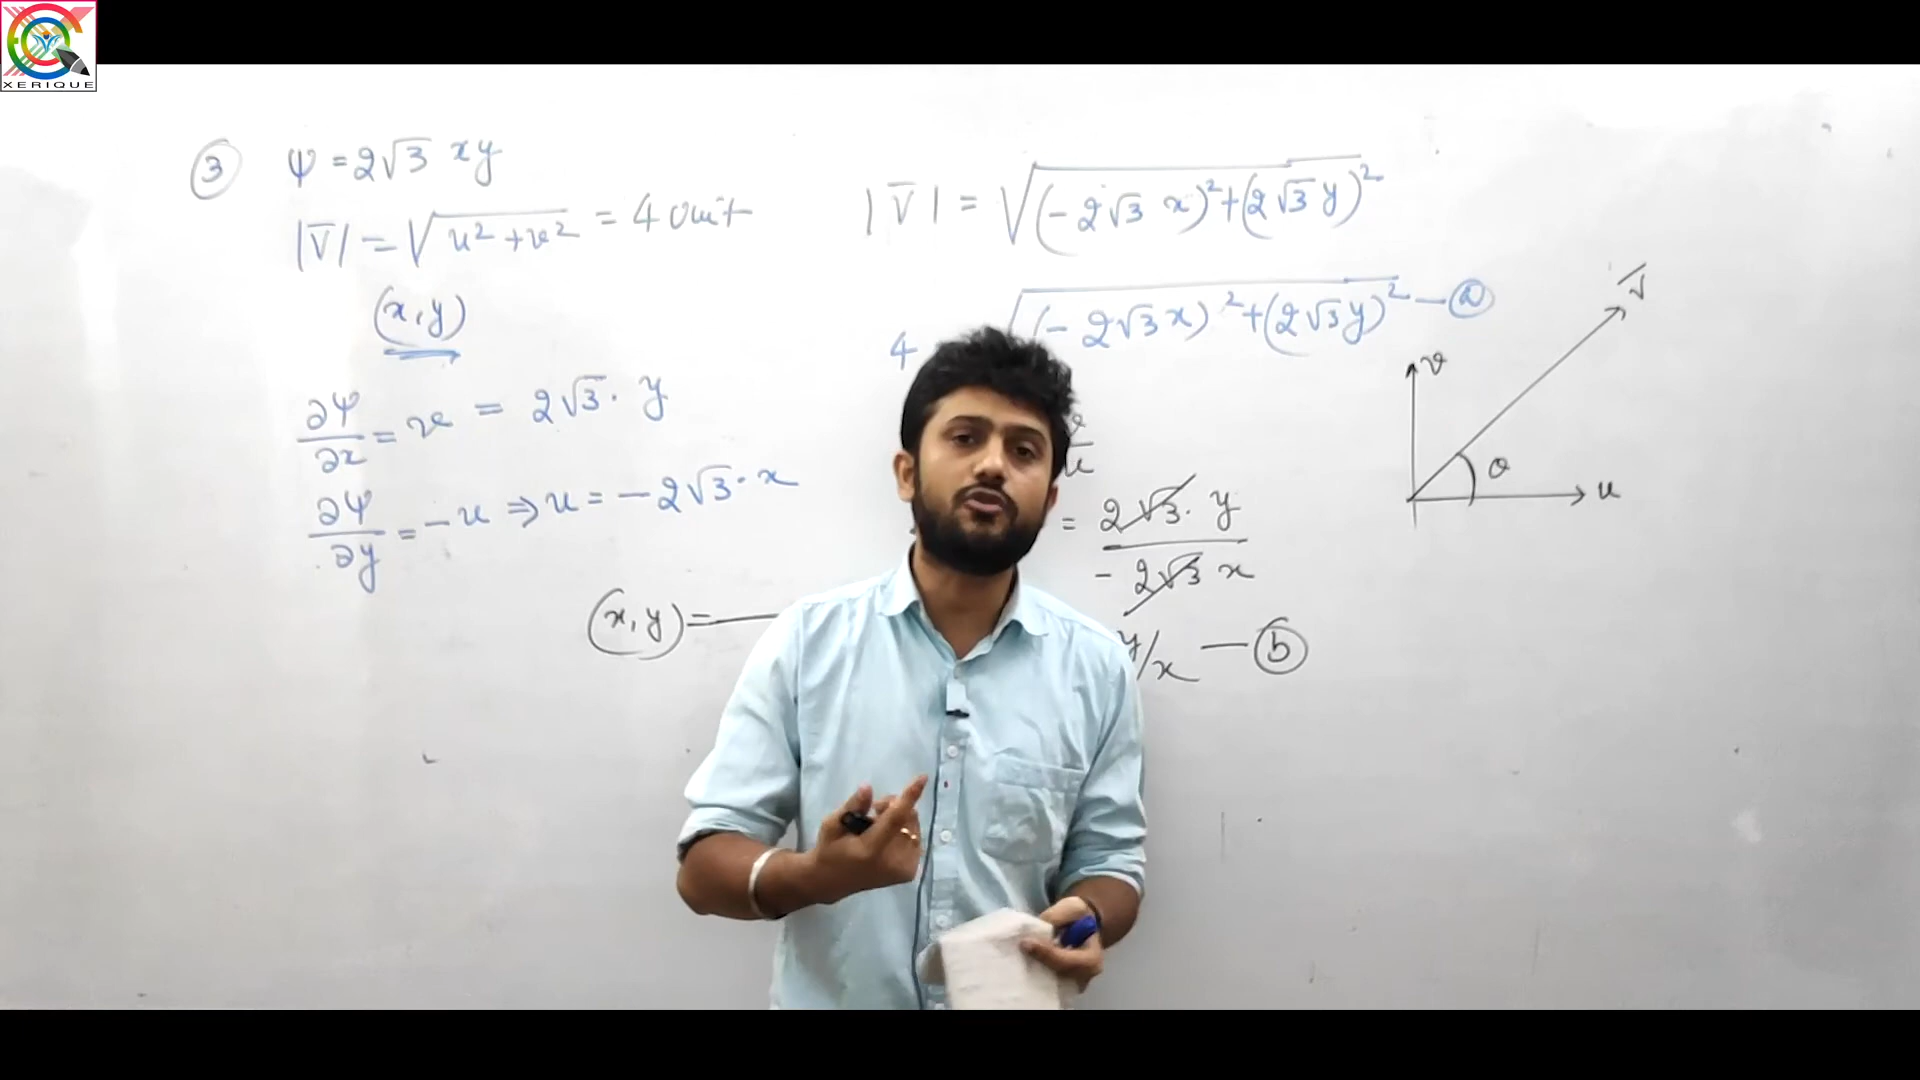 XERIQUE
③ ψ = 2√3 xy
|V̅| = √(u² + v²) = 4 unit
(x, y)
∂ψ/∂x = v = 2√3 · y
∂ψ/∂y = -u ⇒ u = -2√3 · x
(x, y) =
|V̅| = √((-2√3 x)² + (2√3 y)²)
4 √((-2√3 x)² + (2√3 y)²) — ⓐ
v/u
= 2√3 · y / -2√3 x
y/x — ⓑ
V̅
v
θ
u